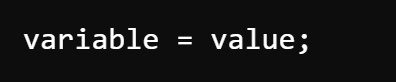 variable = value;